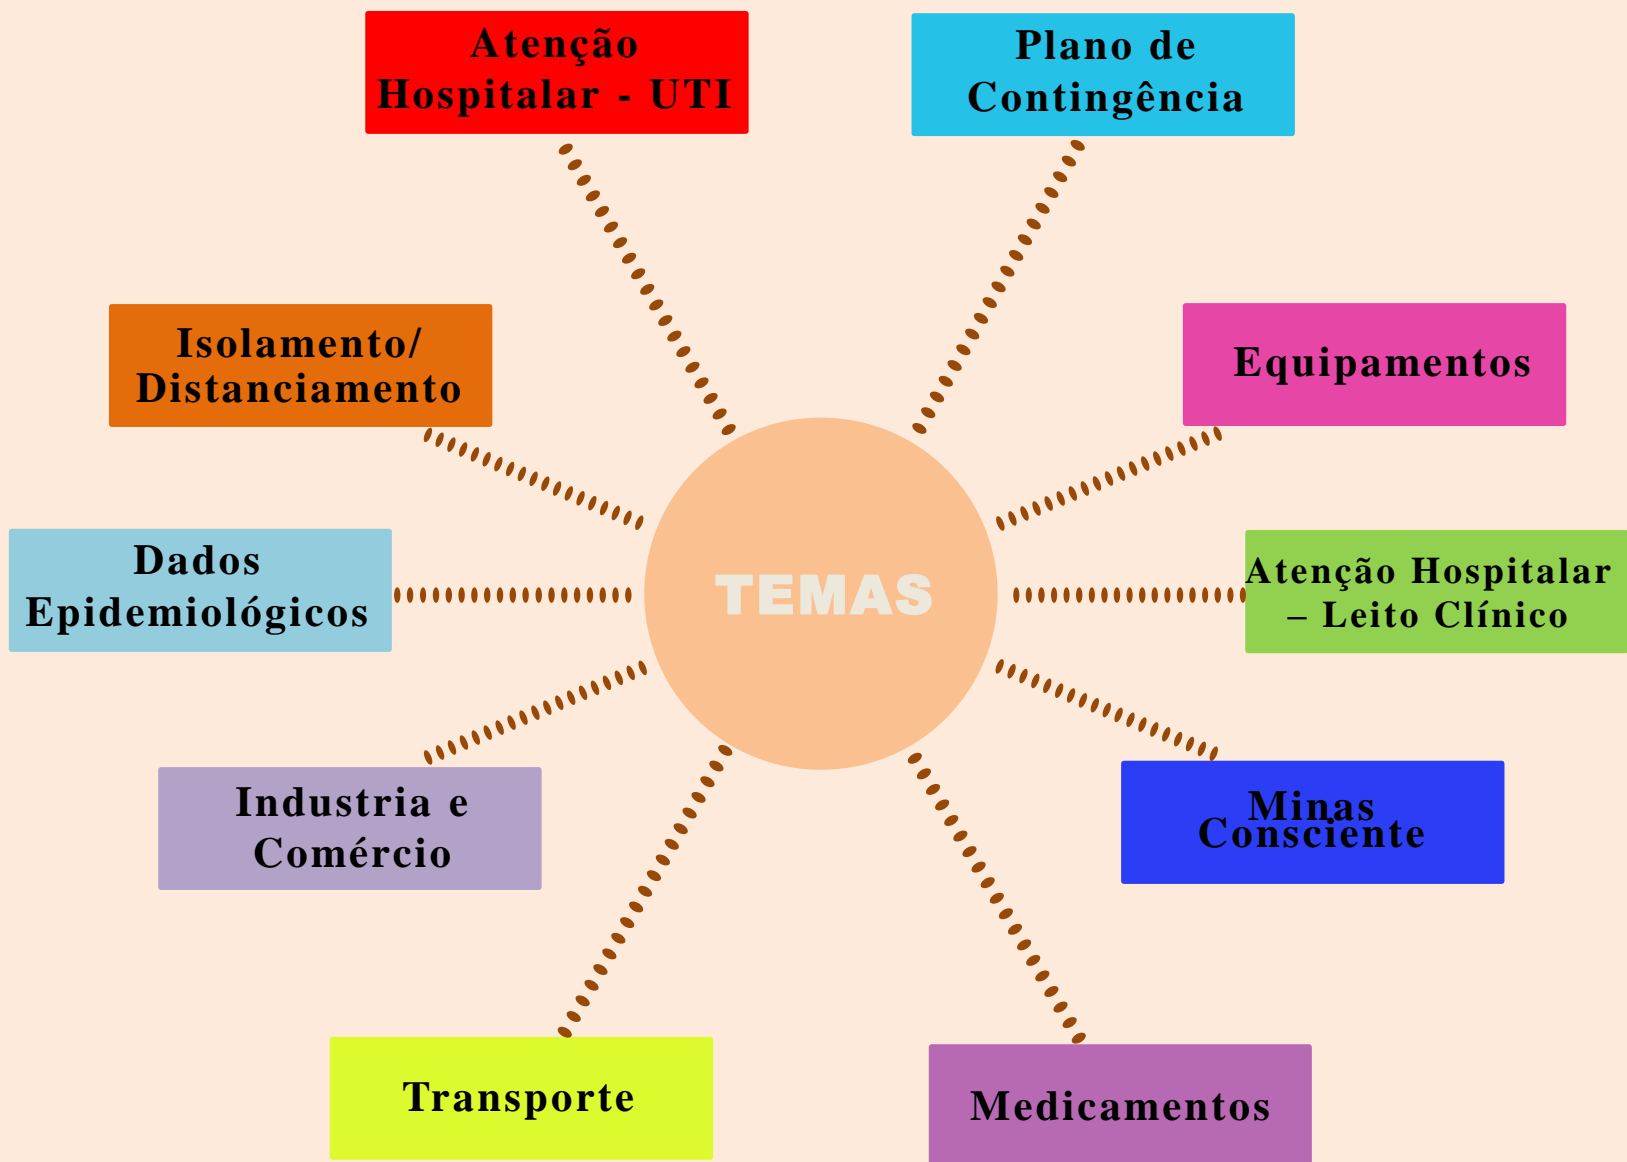 Atenção
Hospitalar - UTI
Plano de
Contingência
Isolamento/
Distanciamento
Equipamentos
Dados
Epidemiológicos
TEMAS
Atenção Hospitalar
– Leito Clínico
Industria e
Comércio
Minas
Consciente
Transporte
Medicamentos